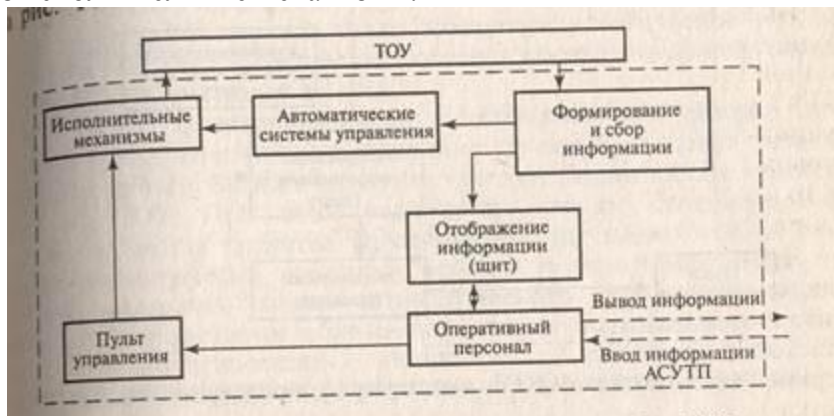 рис.
ТОУ
Исполнительные
механизмы
Автоматические
системы управления
Формирование
и сбор
информации
Отображение
информации
(щит)
Вывод информации
Пульт
управления
Оперативный
персонал
Ввод информации
АСУТП